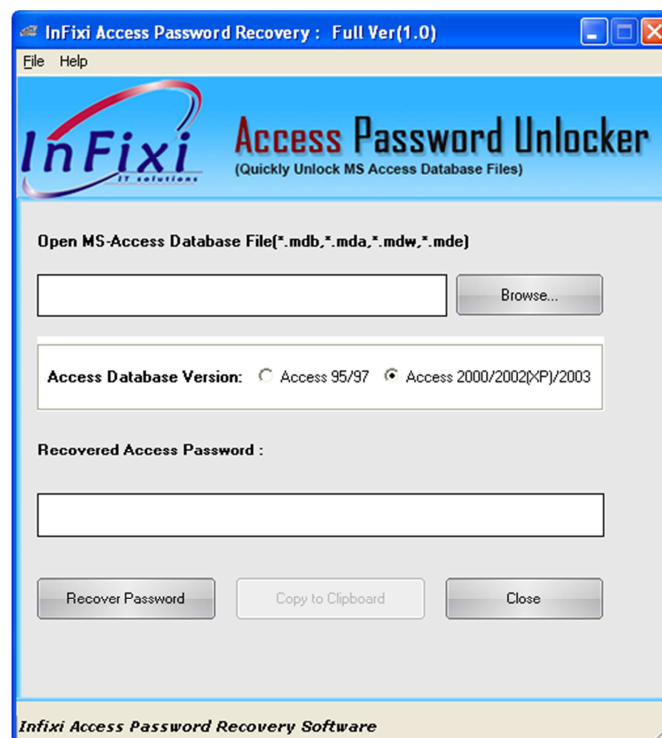 InFixi Access Password Recovery :  Full Ver(1.0)
File Help
InFixi
IT solutions
Access Password Unlocker
(Quickly Unlock MS Access Database Files)
Open MS-Access Database File(*.mdb,*.mda,*.mdw,*.mde)
Browse...
Access Database Version: Access 95/97 Access 2000/2002(XP)/2003
Recovered Access Password :
Recover Password Copy to Clipboard Close
Infixi Access Password Recovery Software